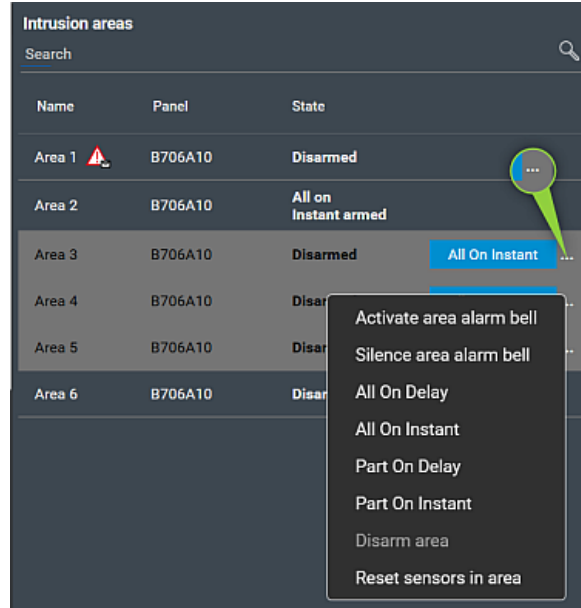 Intrusion areas
Search
Name Panel State
Area 1 B706A10 Disarmed ...
Area 2 B706A10 All on
Instant armed
Area 3 B706A10 Disarmed All On Instant ...
Area 4 B706A10 Disar
Area 5 B706A10 Disar
Area 6 B706A10 Disar
Activate area alarm bell
Silence area alarm bell
All On Delay
All On Instant
Part On Delay
Part On Instant
Disarm area
Reset sensors in area